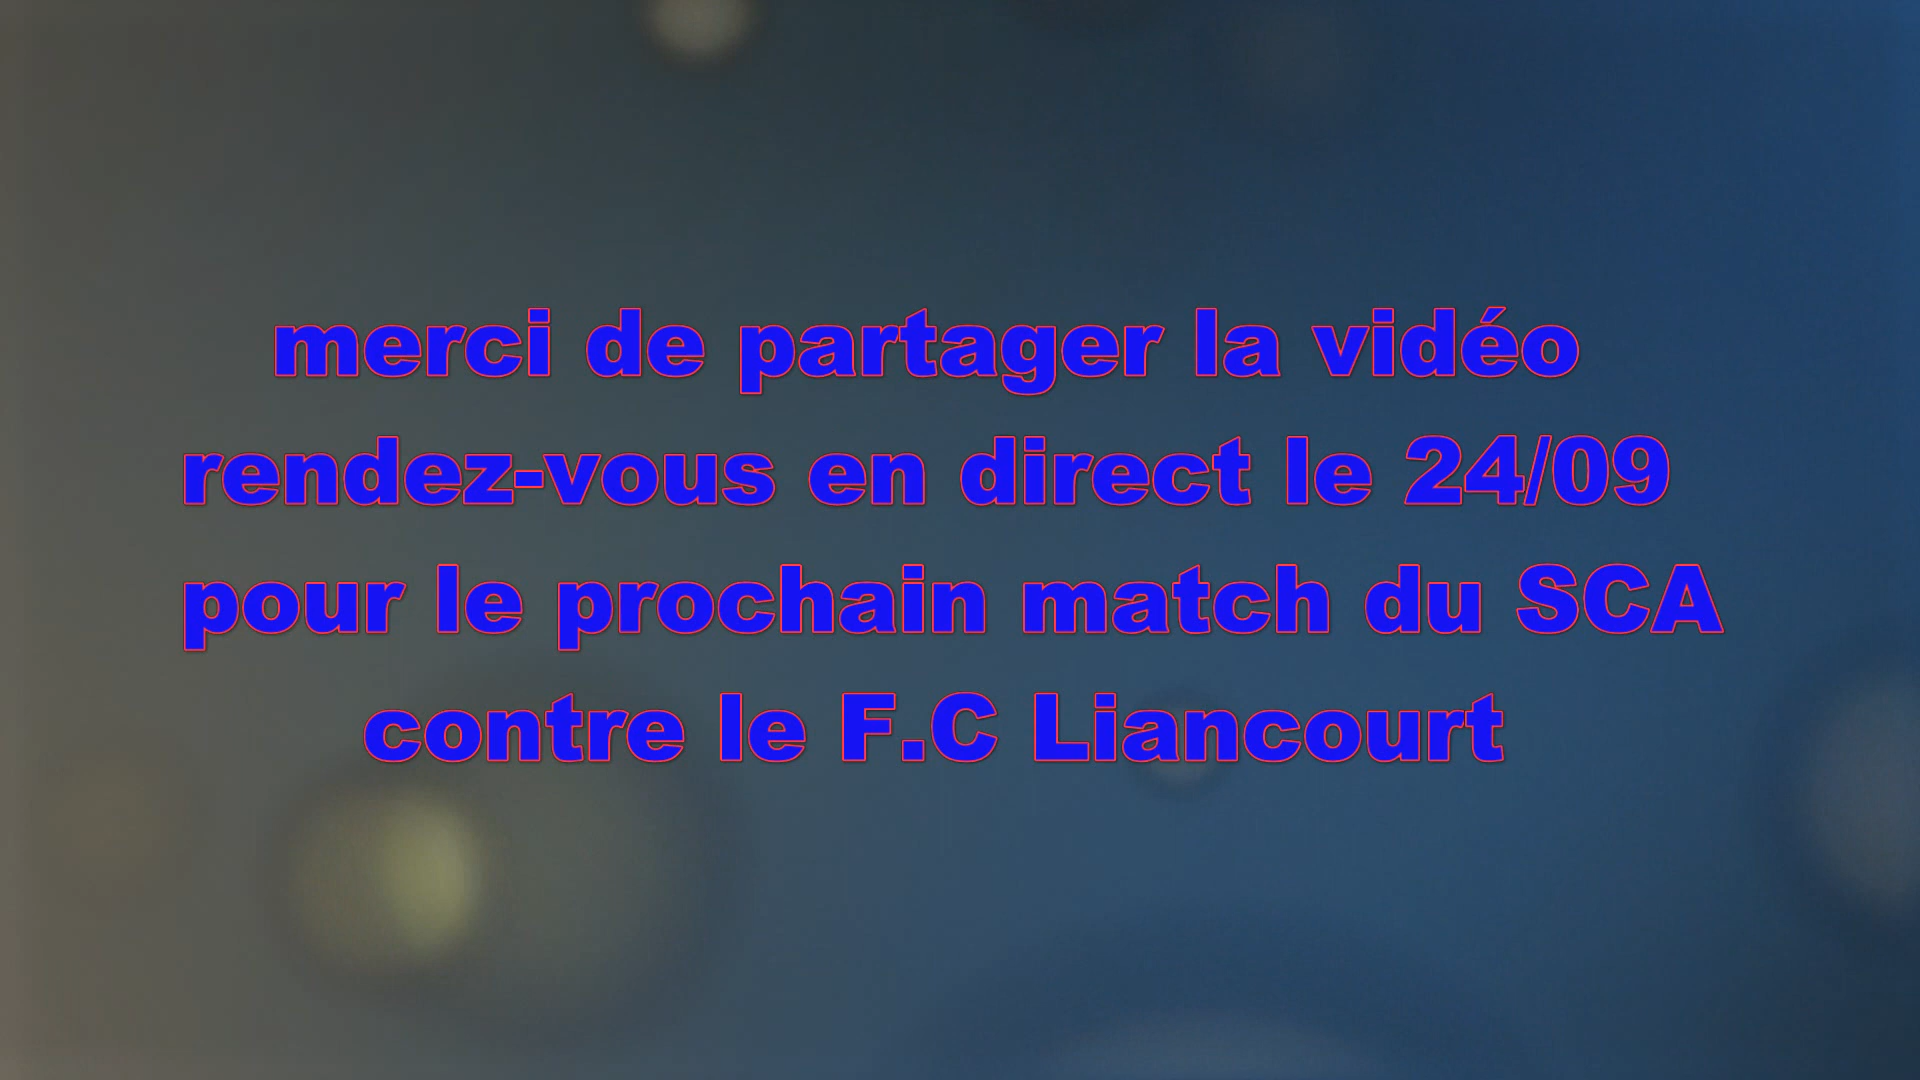 merci de partager la vidéo
rendez-vous en direct le 24/09
pour le prochain match du SCA
contre le F.C Liancourt